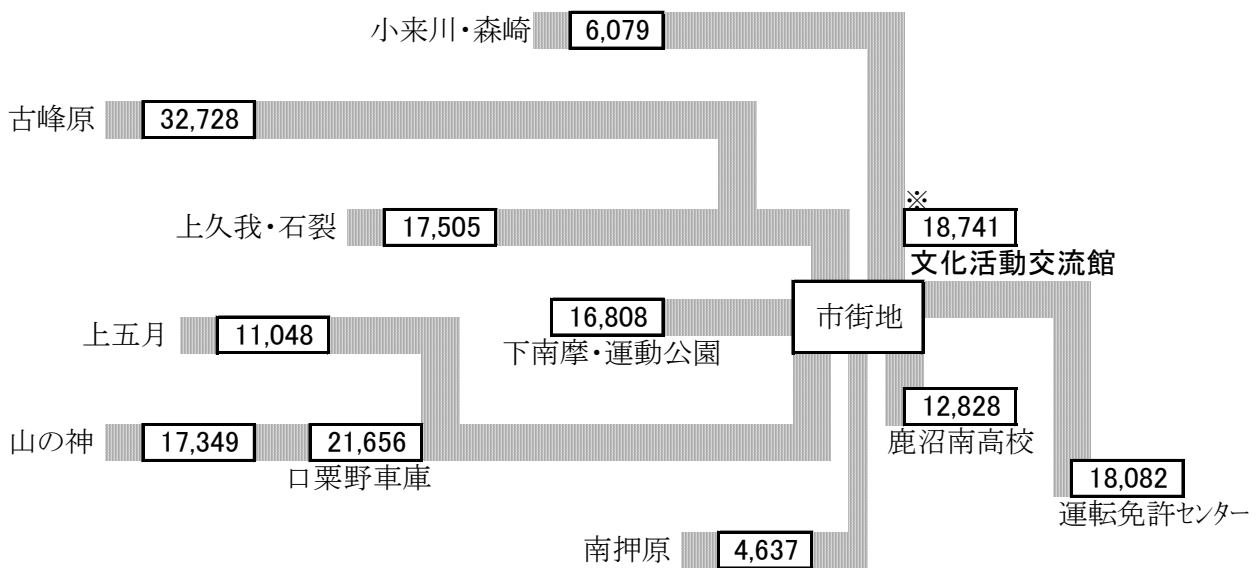 小来川・森崎 6,079
古峰原 32,728
※
上久我・石裂 17,505
18,741
文化活動交流館
市街地
16,808
下南摩・運動公園
上五月 11,048
12,828
鹿沼南高校
山の神 17,349 21,656
口粟野車庫
18,082
運転免許センター
南押原 4,637